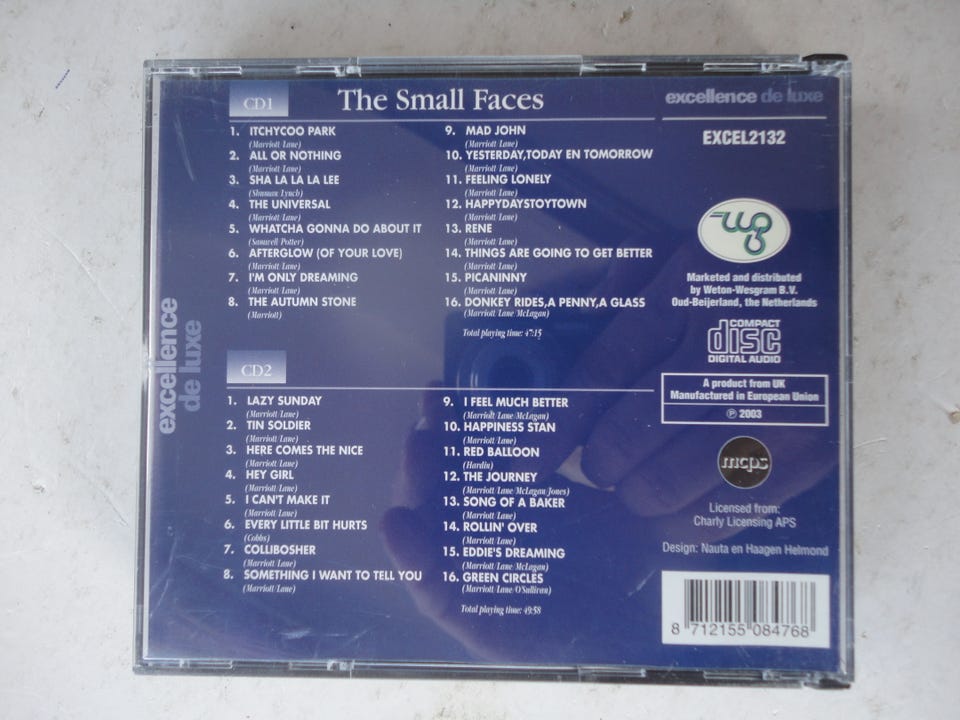 CD1
The Small Faces
1. ITCHYCOO PARK
(Marriott/Lane)
2. ALL OR NOTHING
(Marriott/Lane)
3. SHA LA LA LA LEE
(Shuman/Lynch)
4. THE UNIVERSAL
(Marriott/Lane)
5. WHATCHA GONNA DO ABOUT IT
(Samwell/Potter)
6. AFTERGLOW (OF YOUR LOVE)
(Marriott/Lane)
7. I'M ONLY DREAMING
(Marriott/Lane)
8. THE AUTUMN STONE
(Marriott)
9. MAD JOHN
(Marriott/Lane)
10. YESTERDAY,TODAY EN TOMORROW
(Marriott/Lane)
11. FEELING LONELY
(Marriott/Lane)
12. HAPPYDAYSTOYTOWN
(Marriott/Lane)
13. RENE
(Marriott/Lane)
14. THINGS ARE GOING TO GET BETTER
(Marriott/Lane)
15. PICANINNY
(Marriott/Lane)
16. DONKEY RIDES,A PENNY,A GLASS
(Marriott/Lane/McLagan)
Total playing time: 47:15
CD2
1. LAZY SUNDAY
(Marriott/Lane)
2. TIN SOLDIER
(Marriott/Lane)
3. HERE COMES THE NICE
(Marriott/Lane)
4. HEY GIRL
(Marriott/Lane)
5. I CAN'T MAKE IT
(Marriott/Lane)
6. EVERY LITTLE BIT HURTS
(Cobbs)
7. COLLIBOSHER
(Marriott/Lane)
8. SOMETHING I WANT TO TELL YOU
(Marriott/Lane)
9. I FEEL MUCH BETTER
(Marriott/Lane/McLagan)
10. HAPPINESS STAN
(Marriott/Lane)
11. RED BALLOON
(Hardin)
12. THE JOURNEY
(Marriott/Lane/McLagan/Jones)
13. SONG OF A BAKER
(Marriott/Lane)
14. ROLLIN' OVER
(Marriott/Lane)
15. EDDIE'S DREAMING
(Marriott/Lane/McLagan)
16. GREEN CIRCLES
(Marriott/Lane/O'Sullivan)
Total playing time: 49:58
excellence
de luxe
excellence de luxe
EXCEL2132
Marketed and distributed
by Weton-Wesgram B.V.
Oud-Beijerland, the Netherlands
COMPACT
disc
DIGITAL AUDIO
A product from UK
Manufactured in European Union
℗ 2003
mcps
Licensed from:
Charly Licensing APS
Design: Nauta en Haagen Helmond
8 712155 084768